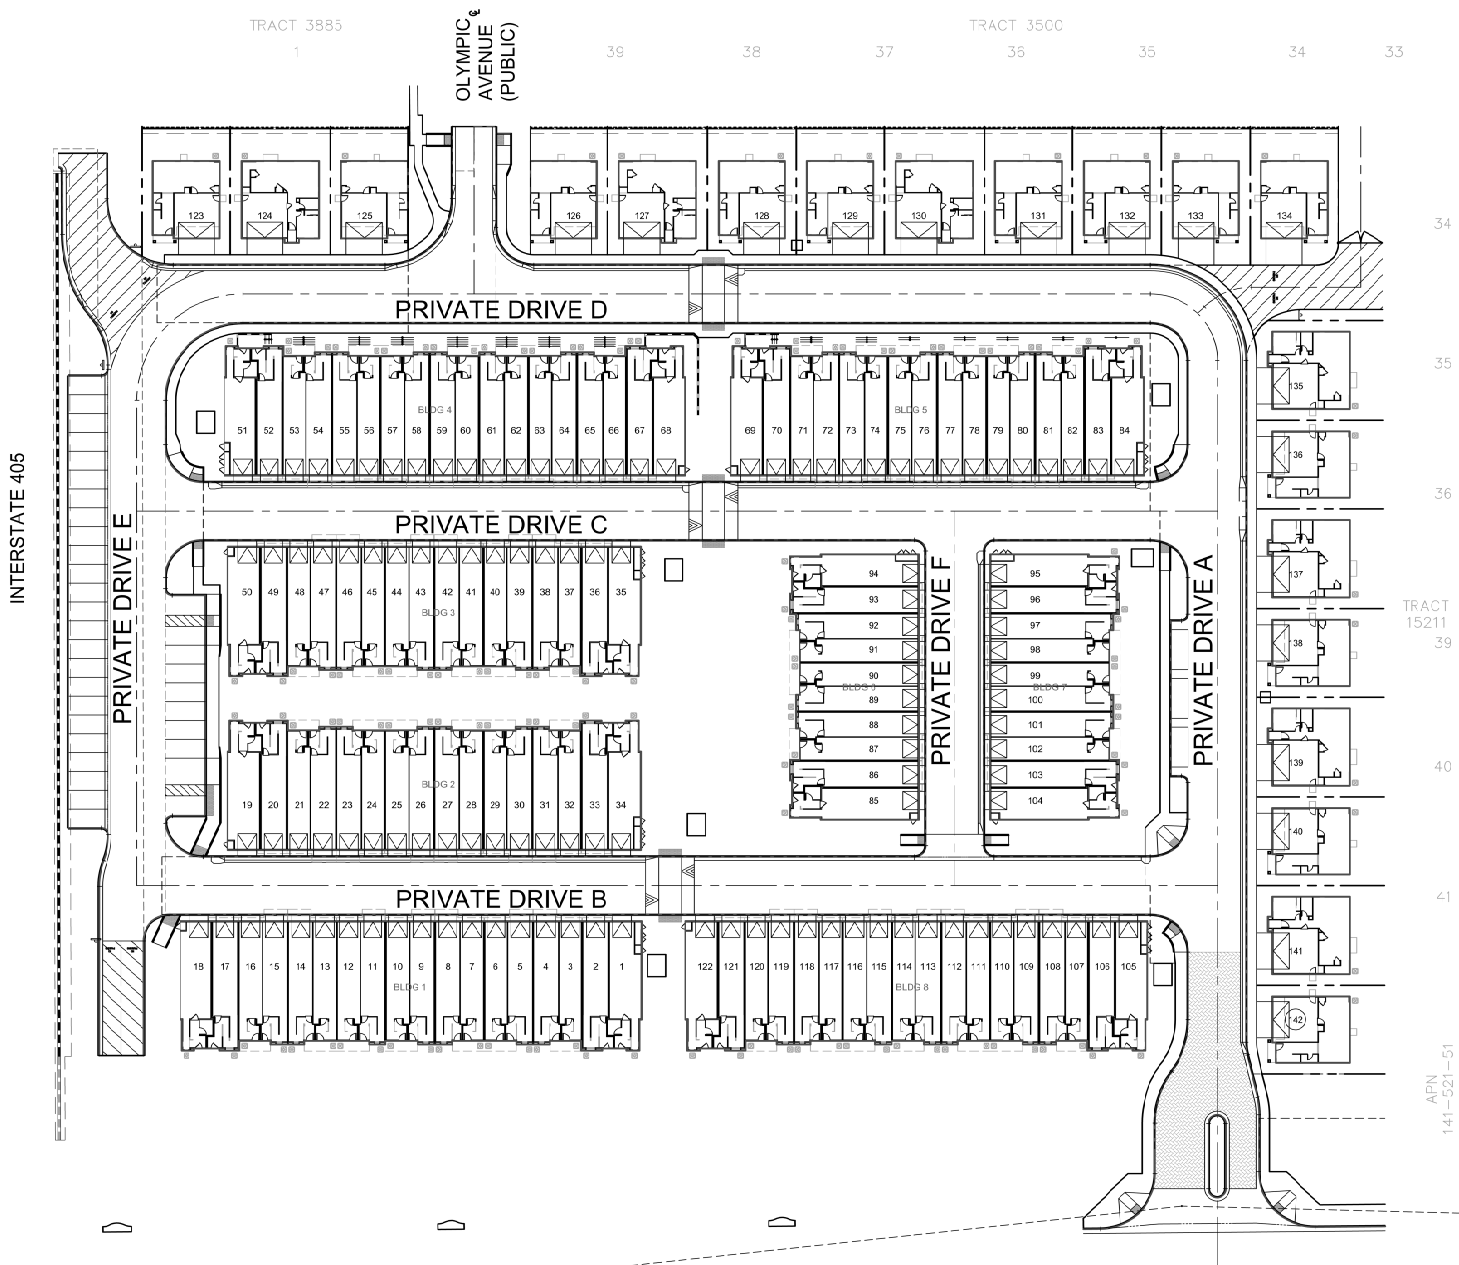 TRACT 3885
TRACT 3500
1
39
38
37
36
35
34
33
OLYMPIC ℄
AVENUE
(PUBLIC)
123
124
125
126
127
128
129
130
131
132
133
134
34
PRIVATE DRIVE D
135
35
BLDG 4
BLDG 5
51 52 53 54 55 56 57 58 59 60 61 62 63 64 65 66 67 68
69 70 71 72 73 74 75 76 77 78 79 80 81 82 83 84
136
36
INTERSTATE 405
PRIVATE DRIVE E
PRIVATE DRIVE C
PRIVATE DRIVE F
PRIVATE DRIVE A
50 49 48 47 46 45 44 43 42 41 40 39 38 37 36 35
BLDG 3
94
93
92
91
90
BLDG 6
89
88
87
86
85
95
96
97
98
99
BLDG 7
100
101
102
103
104
137
TRACT
15211
138
39
139
40
BLDG 2
19 20 21 22 23 24 25 26 27 28 29 30 31 32 33 34
140
PRIVATE DRIVE B
41
18 17 16 15 14 13 12 11 10 9 8 7 6 5 4 3 2 1
BLDG 1
122 121 120 119 118 117 116 115 114 113 112 111 110 109 108 107 106 105
BLDG 8
141
142
APN
141-521-51